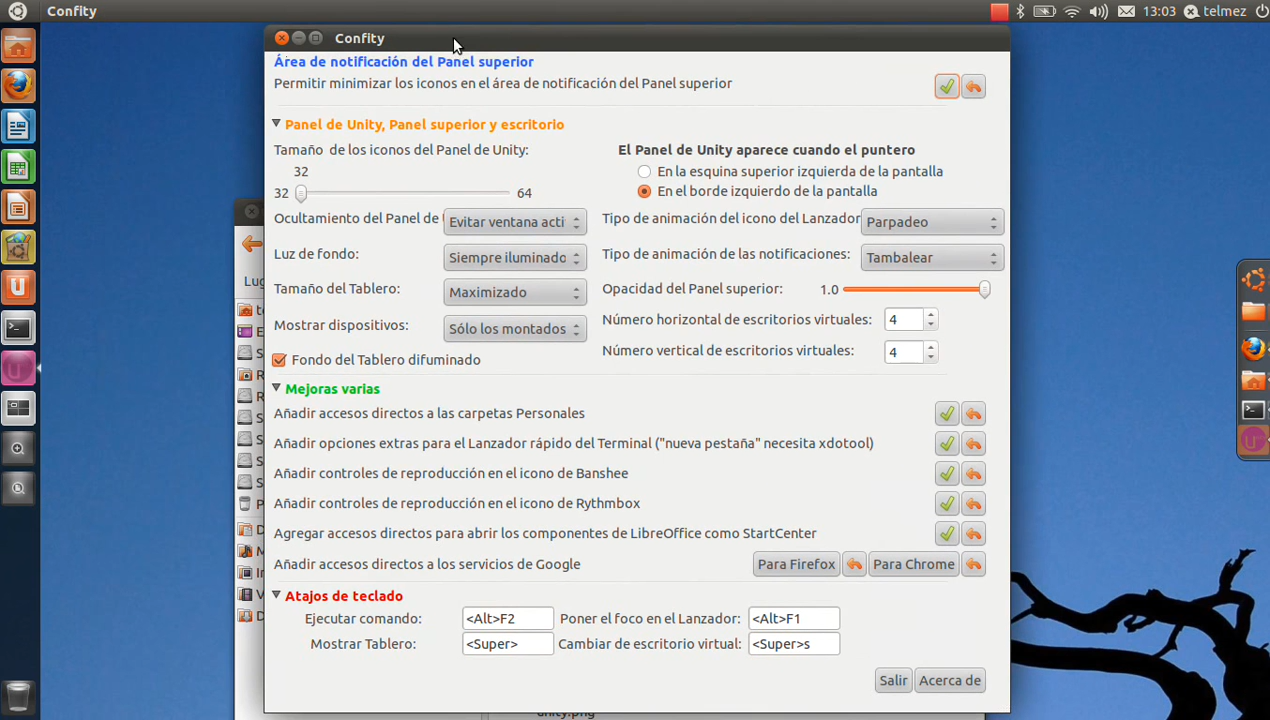 Confity
13:03
telmez
Confity
Área de notificación del Panel superior
Permitir minimizar los iconos en el área de notificación del Panel superior
Panel de Unity, Panel superior y escritorio
Tamaño de los iconos del Panel de Unity:
32
32
64
El Panel de Unity aparece cuando el puntero
En la esquina superior izquierda de la pantalla
En el borde izquierdo de la pantalla
Ocultamiento del Panel de
Evitar ventana acti
Tipo de animación del icono del Lanzador
Parpadeo
Luz de fondo:
Siempre iluminado
Tipo de animación de las notificaciones:
Tambalear
Tamaño del Tablero:
Maximizado
Opacidad del Panel superior:
1.0
Mostrar dispositivos:
Sólo los montados
Número horizontal de escritorios virtuales:
4
Fondo del Tablero difuminado
Número vertical de escritorios virtuales:
4
Mejoras varias
Añadir accesos directos a las carpetas Personales
Añadir opciones extras para el Lanzador rápido del Terminal ("nueva pestaña" necesita xdotool)
Añadir controles de reproducción en el icono de Banshee
Añadir controles de reproducción en el icono de Rythmbox
Agregar accesos directos para abrir los componentes de LibreOffice como StartCenter
Añadir accesos directos a los servicios de Google
Para Firefox
Para Chrome
Atajos de teclado
Ejecutar comando:
<Alt>F2
Poner el foco en el Lanzador:
<Alt>F1
Mostrar Tablero:
<Super>
Cambiar de escritorio virtual:
<Super>s
Salir
Acerca de
unity.png